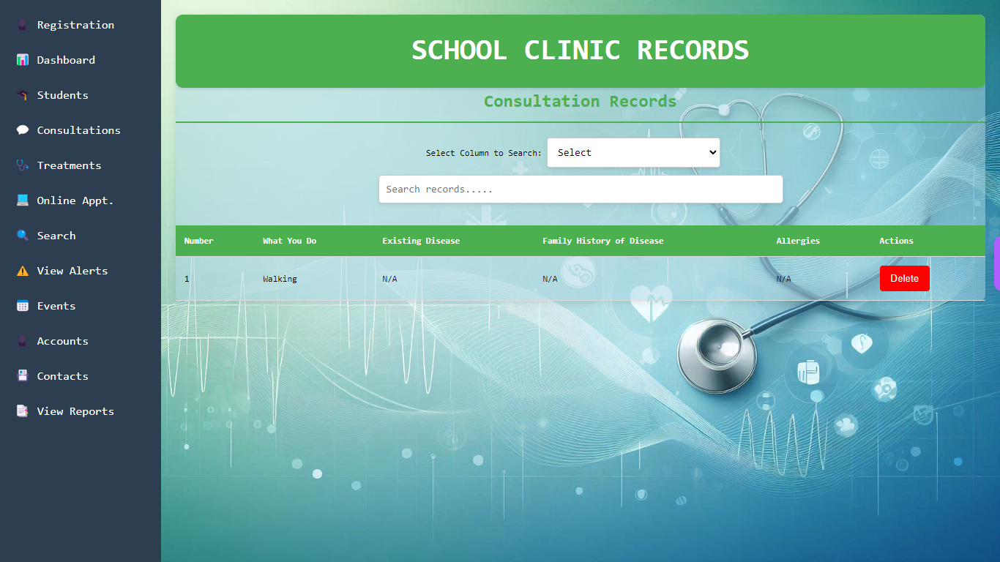 Registration
Dashboard
Students
Consultations
Treatments
Online Appt.
Search
View Alerts
Events
Accounts
Contacts
View Reports
SCHOOL CLINIC RECORDS
Consultation Records
Select Column to Search: Select
Search records.....
Number What You Do Existing Disease Family History of Disease Allergies Actions
1 Walking N/A N/A N/A Delete